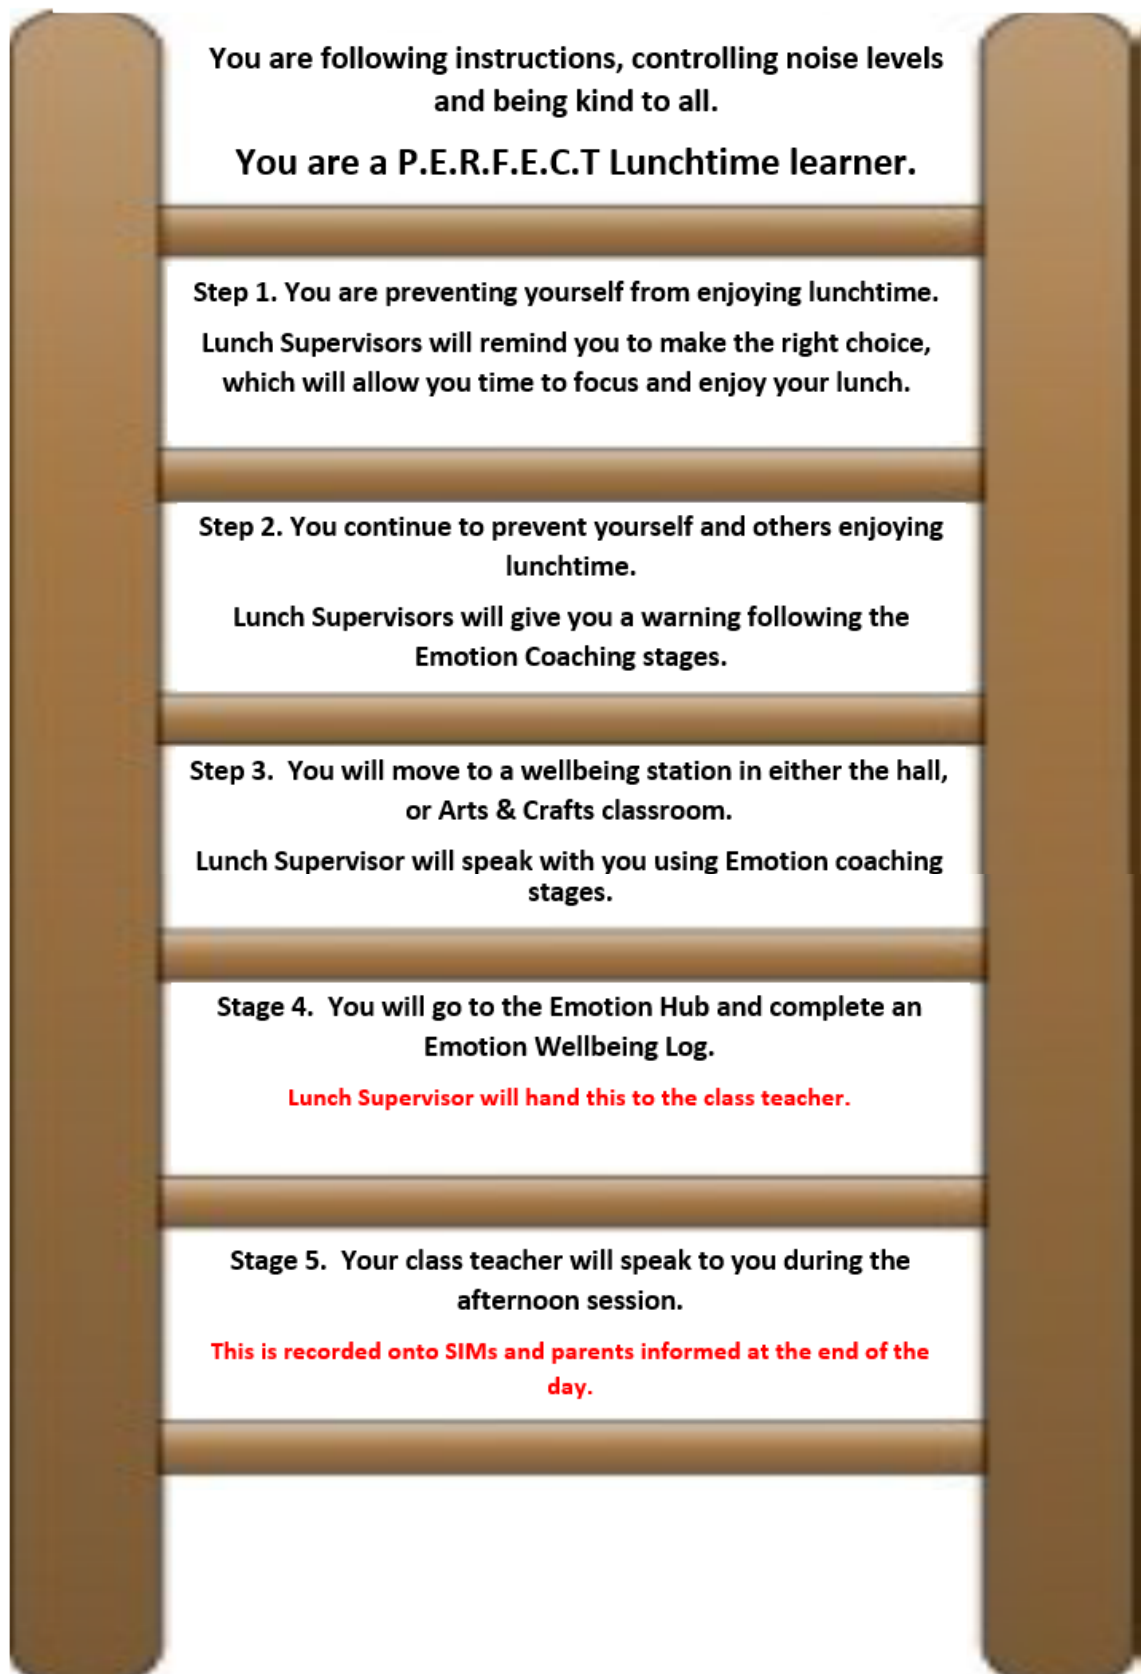 You are following instructions, controlling noise levels
and being kind to all.
You are a P.E.R.F.E.C.T Lunchtime learner.
Step 1. You are preventing yourself from enjoying lunchtime.
Lunch Supervisors will remind you to make the right choice,
which will allow you time to focus and enjoy your lunch.
Step 2. You continue to prevent yourself and others enjoying
lunchtime.
Lunch Supervisors will give you a warning following the
Emotion Coaching stages.
Step 3.  You will move to a wellbeing station in either the hall,
or Arts & Crafts classroom.
Lunch Supervisor will speak with you using Emotion coaching
stages.
Stage 4.  You will go to the Emotion Hub and complete an
Emotion Wellbeing Log.
Lunch Supervisor will hand this to the class teacher.
Stage 5.  Your class teacher will speak to you during the
afternoon session.
This is recorded onto SIMs and parents informed at the end of the
day.